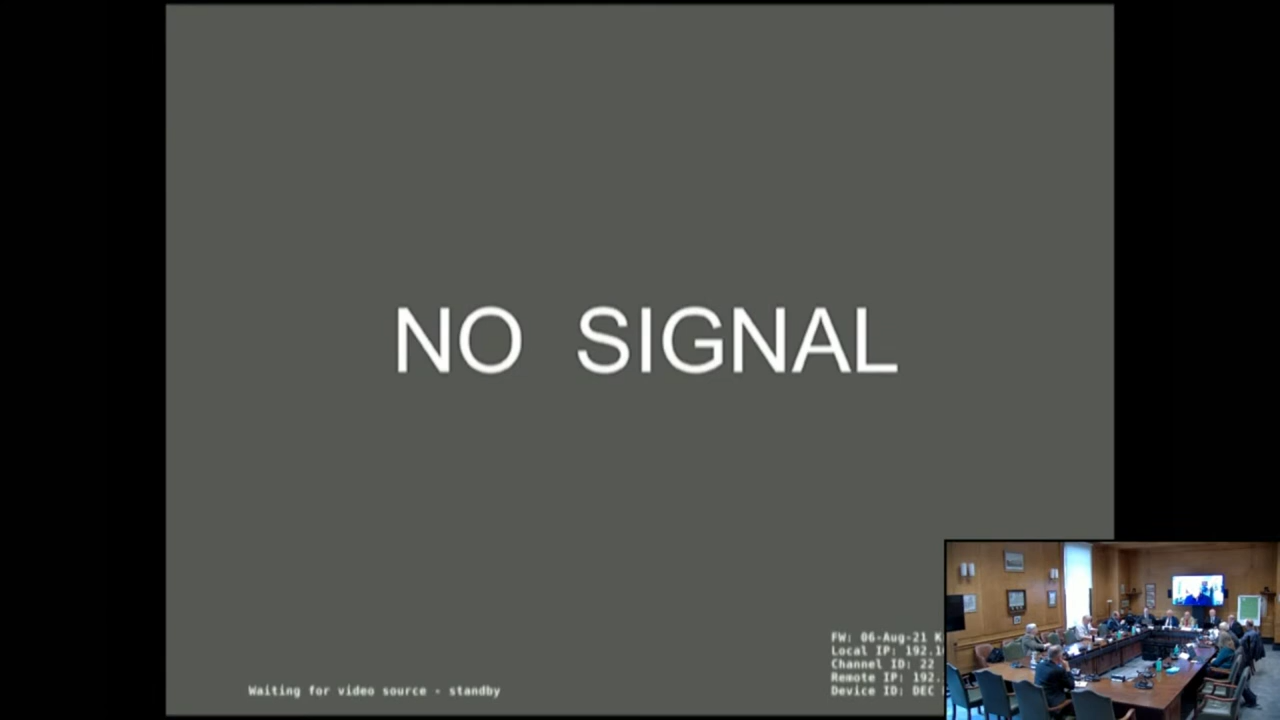 NO SIGNAL
Waiting for video source - standby
FW: 06-Aug-21 K
Local IP: 192.1
Channel ID: 22
Remote IP: 192.
Device ID: DEC